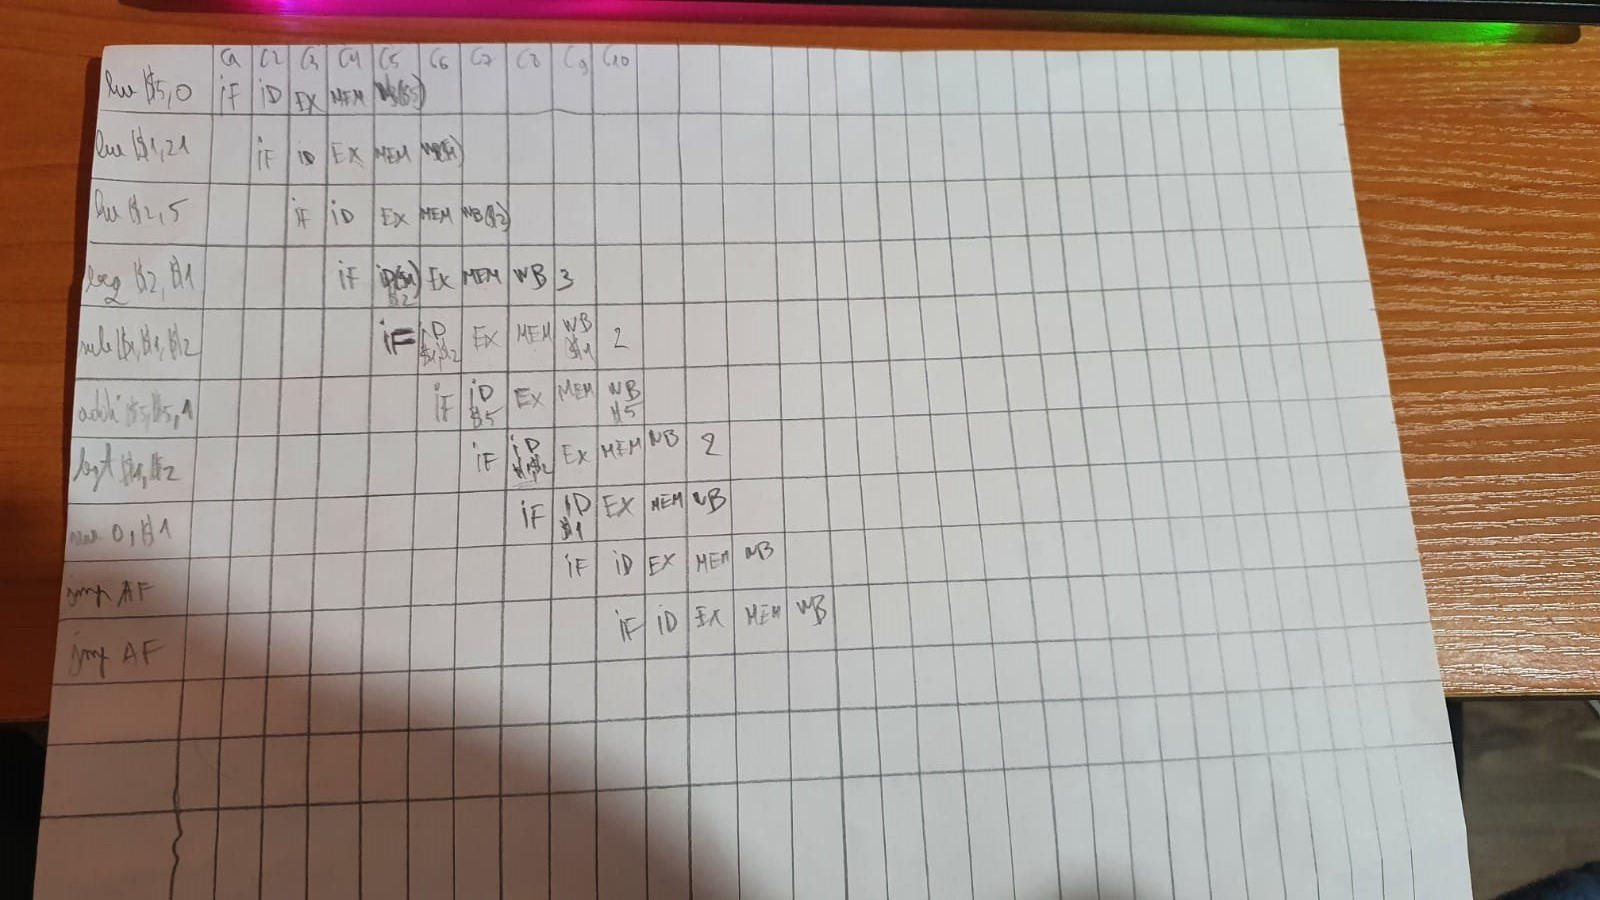 C1 C2 C3 C4 C5 C6 C7 C8 C9 C10
lw $5,0 iF iD EX MEM WB($5)
lw $1,21 iF iD EX MEM WB($1)
lw $2,5 iF iD EX MEM WB($2)
beq $2,$1 iF iD($1 $2) EX MEM WB 3
sub $1,$1,$2 iF iD $1,$2 EX MEM WB $1 2
addi $5,$5,1 iF iD $5 EX MEM WB $5
bgt $1,$2 iF iD $1,$2 EX MEM WB 2
0,$1 iF iD $1 EX MEM WB
jmp AF iF iD EX MEM WB
jmp AF iF iD EX MEM WB